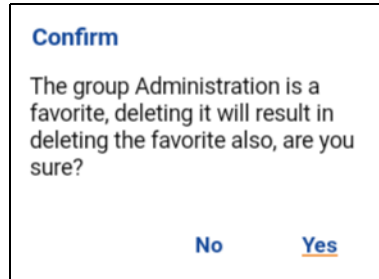 Confirm
The group Administration is a
favorite, deleting it will result in
deleting the favorite also, are you
sure?
No Yes